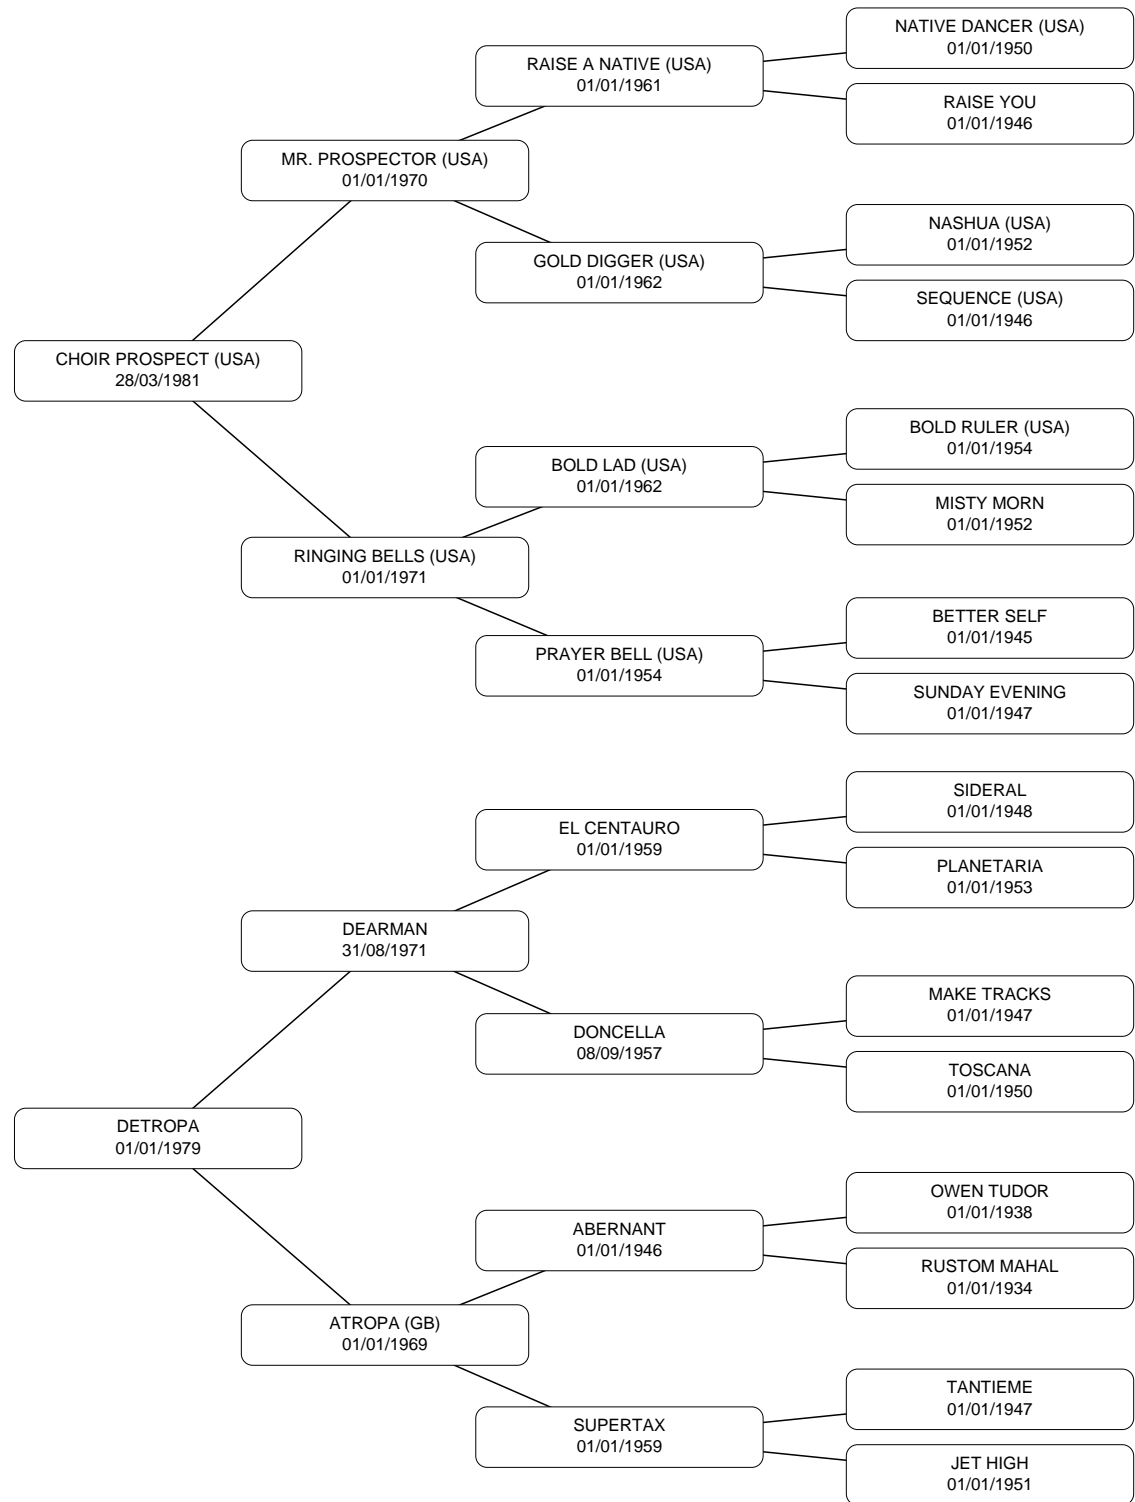 NATIVE DANCER (USA)
01/01/1950
RAISE A NATIVE (USA)
01/01/1961
RAISE YOU
01/01/1946
MR. PROSPECTOR (USA)
01/01/1970
NASHUA (USA)
01/01/1952
GOLD DIGGER (USA)
01/01/1962
SEQUENCE (USA)
01/01/1946
CHOIR PROSPECT (USA)
28/03/1981
BOLD RULER (USA)
01/01/1954
BOLD LAD (USA)
01/01/1962
MISTY MORN
01/01/1952
RINGING BELLS (USA)
01/01/1971
BETTER SELF
01/01/1945
PRAYER BELL (USA)
01/01/1954
SUNDAY EVENING
01/01/1947
SIDERAL
01/01/1948
EL CENTAURO
01/01/1959
PLANETARIA
01/01/1953
DEARMAN
31/08/1971
MAKE TRACKS
01/01/1947
DONCELLA
08/09/1957
TOSCANA
01/01/1950
DETROPA
01/01/1979
OWEN TUDOR
01/01/1938
ABERNANT
01/01/1946
RUSTOM MAHAL
01/01/1934
ATROPA (GB)
01/01/1969
TANTIEME
01/01/1947
SUPERTAX
01/01/1959
JET HIGH
01/01/1951